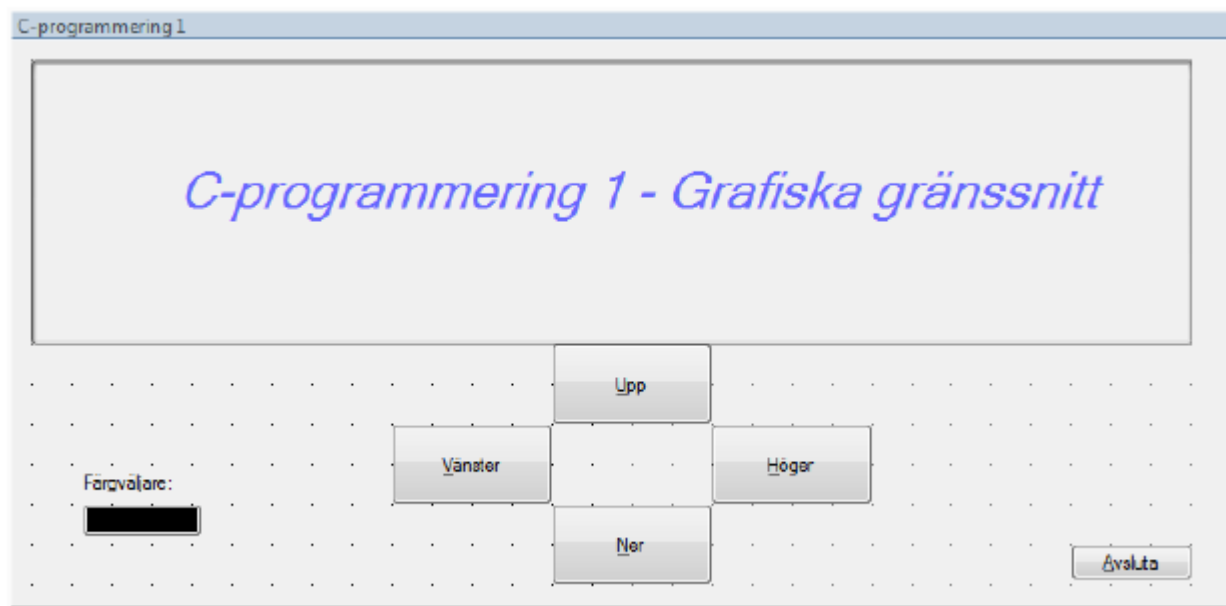 C-programmering 1
C-programmering 1 - Grafiska gränssnitt
Upp
Vänster
Höger
Färgväljare:
Ner
Avsluta